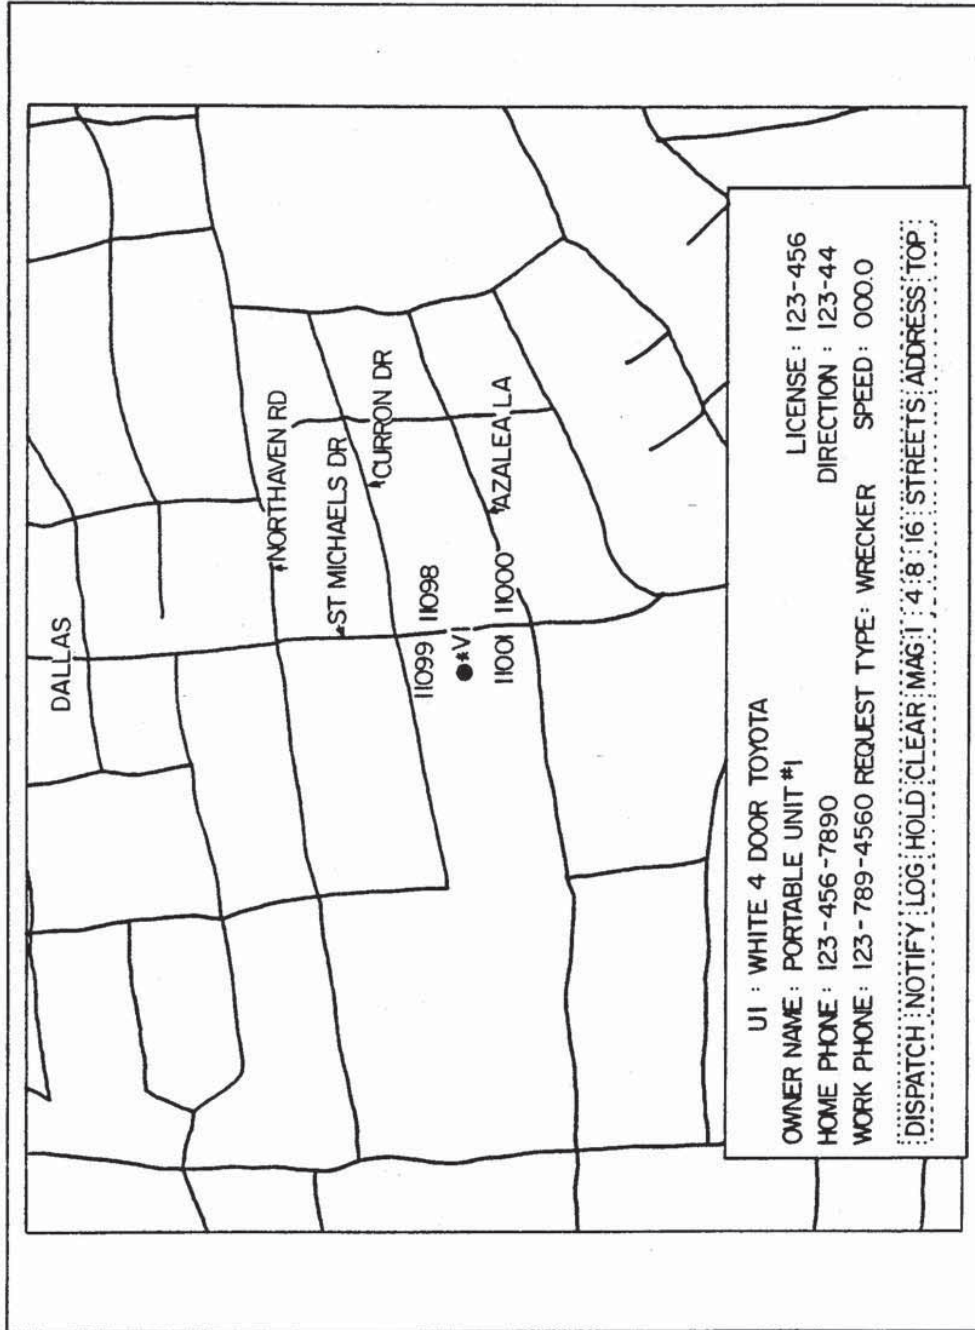 DALLAS
NORTHAVEN RD
ST MICHAELS DR
CURRON DR
11099 11098
*V1
11001 11000
AZALEA LA
U1 : WHITE 4 DOOR TOYOTA
OWNER NAME : PORTABLE UNIT #1 LICENSE : 123-456
HOME PHONE : 123-456-7890 DIRECTION : 123-44
WORK PHONE : 123-789-4560 REQUEST TYPE : WRECKER SPEED : 000.0
DISPATCH NOTIFY LOG HOLD CLEAR MAG 1 4 8 16 STREETS ADDRESS TOP